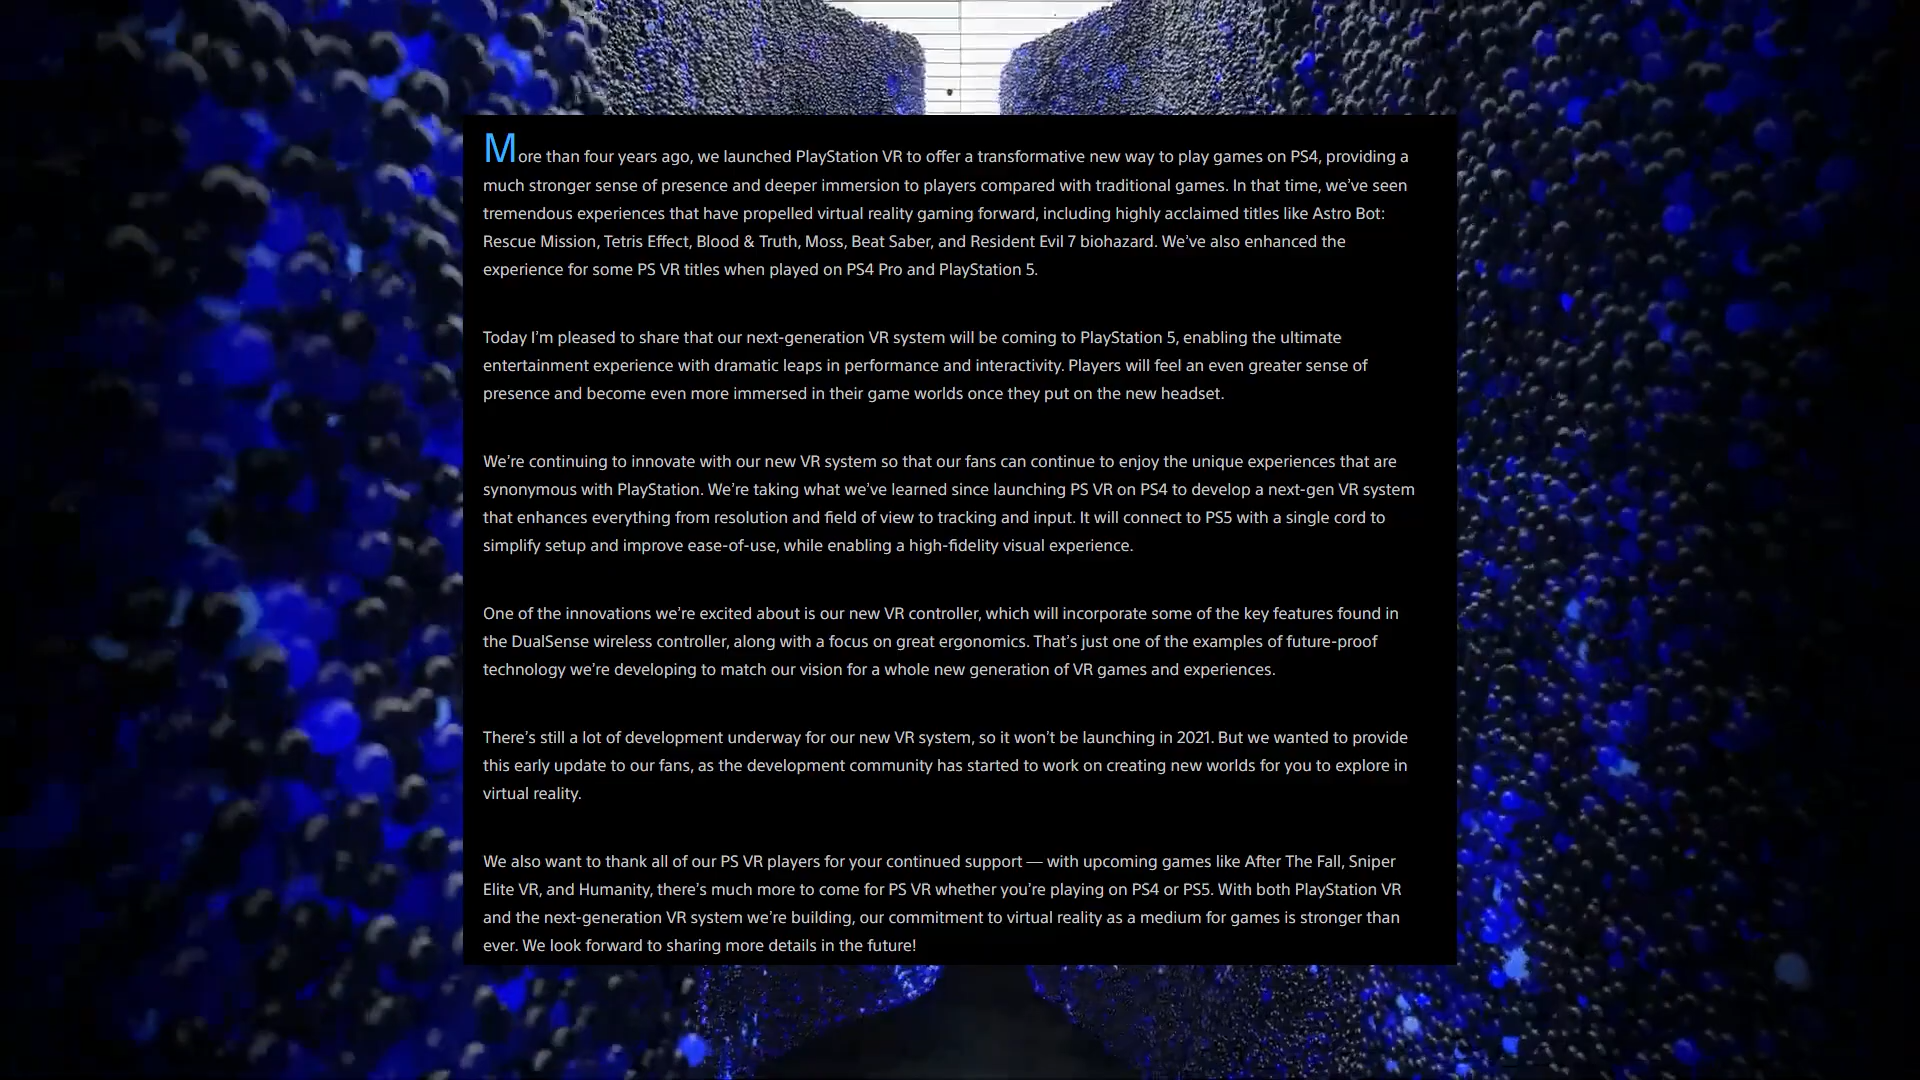 More than four years ago, we launched PlayStation VR to offer a transformative new way to play games on PS4, providing a
much stronger sense of presence and deeper immersion to players compared with traditional games. In that time, we’ve seen
tremendous experiences that have propelled virtual reality gaming forward, including highly acclaimed titles like Astro Bot:
Rescue Mission, Tetris Effect, Blood & Truth, Moss, Beat Saber, and Resident Evil 7 biohazard. We’ve also enhanced the
experience for some PS VR titles when played on PS4 Pro and PlayStation 5.
Today I’m pleased to share that our next-generation VR system will be coming to PlayStation 5, enabling the ultimate
entertainment experience with dramatic leaps in performance and interactivity. Players will feel an even greater sense of
presence and become even more immersed in their game worlds once they put on the new headset.
We’re continuing to innovate with our new VR system so that our fans can continue to enjoy the unique experiences that are
synonymous with PlayStation. We’re taking what we’ve learned since launching PS VR on PS4 to develop a next-gen VR system
that enhances everything from resolution and field of view to tracking and input. It will connect to PS5 with a single cord to
simplify setup and improve ease-of-use, while enabling a high-fidelity visual experience.
One of the innovations we’re excited about is our new VR controller, which will incorporate some of the key features found in
the DualSense wireless controller, along with a focus on great ergonomics. That’s just one of the examples of future-proof
technology we’re developing to match our vision for a whole new generation of VR games and experiences.
There’s still a lot of development underway for our new VR system, so it won’t be launching in 2021. But we wanted to provide
this early update to our fans, as the development community has started to work on creating new worlds for you to explore in
virtual reality.
We also want to thank all of our PS VR players for your continued support — with upcoming games like After The Fall, Sniper
Elite VR, and Humanity, there’s much more to come for PS VR whether you’re playing on PS4 or PS5. With both PlayStation VR
and the next-generation VR system we’re building, our commitment to virtual reality as a medium for games is stronger than
ever. We look forward to sharing more details in the future!